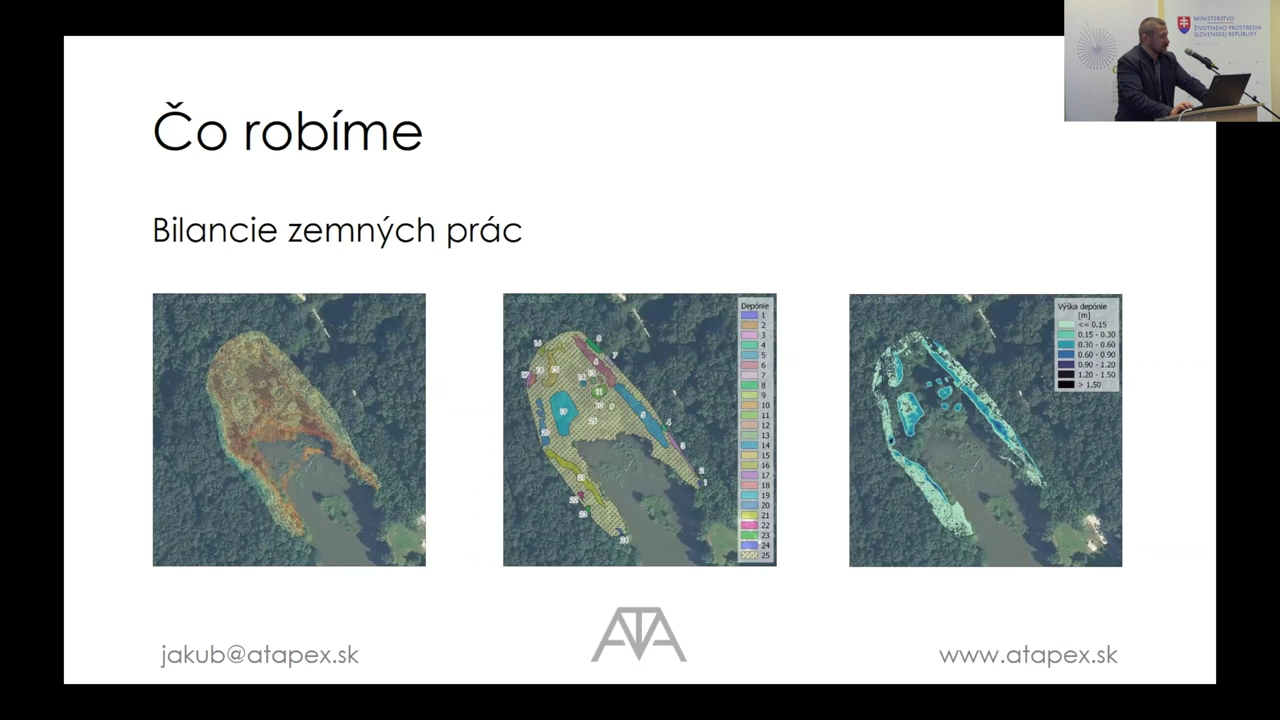 MINISTERSTVO
ŽIVOTNÉHO PROSTREDIA
SLOVENSKEJ REPUBLIKY
Čo robíme
Bilancie zemných prác
Depónie
1
2
3
4
5
6
7
8
9
10
11
12
13
14
15
16
17
18
19
20
21
22
23
24
25
Výška depónie
[m]
<= 0.15
0.15 - 0.30
0.30 - 0.60
0.60 - 0.90
0.90 - 1.20
1.20 - 1.50
> 1.50
jakub@atapex.sk
ATA
www.atapex.sk